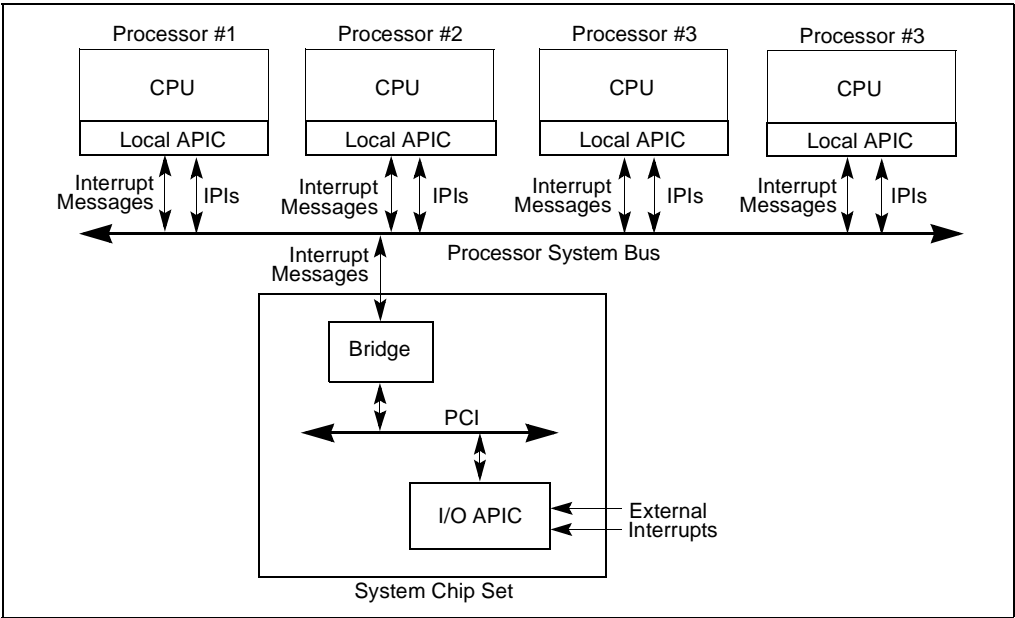 Processor #1
Processor #2
Processor #3
Processor #3
CPU
CPU
CPU
CPU
Local APIC
Local APIC
Local APIC
Local APIC
Interrupt
Messages
IPIs
Interrupt
Messages
IPIs
Interrupt
Messages
IPIs
Interrupt
Messages
IPIs
Processor System Bus
Interrupt
Messages
Bridge
PCI
I/O APIC
External
Interrupts
System Chip Set